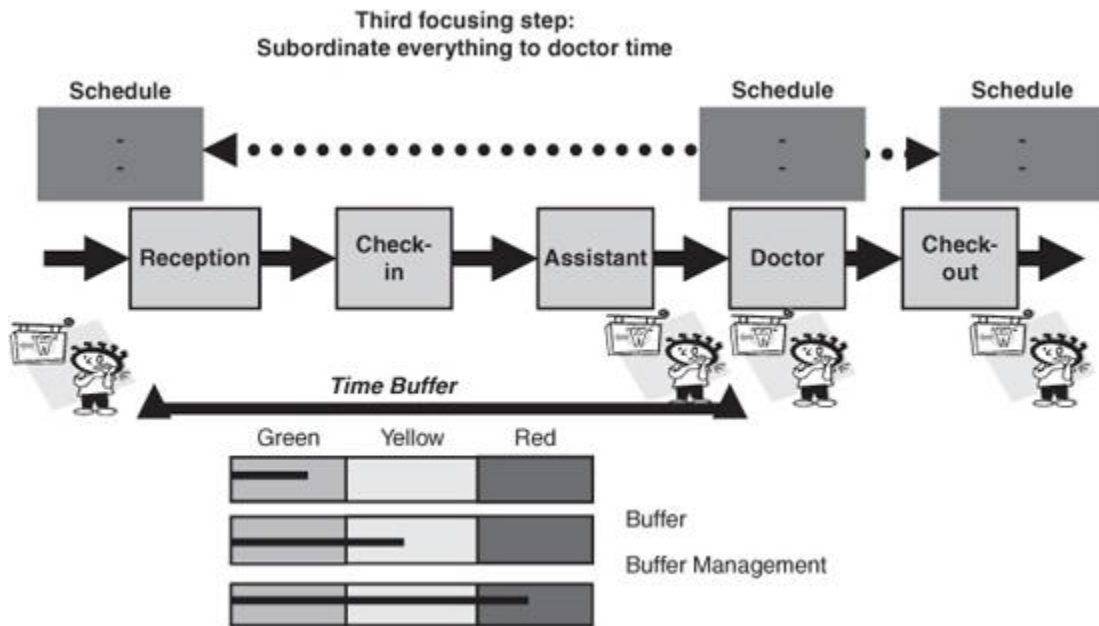 Third focusing step:
Subordinate everything to doctor time
Schedule
Schedule
Schedule
Reception
Check-
in
Assistant
Doctor
Check-
out
Time Buffer
Green
Yellow
Red
Buffer
Buffer Management